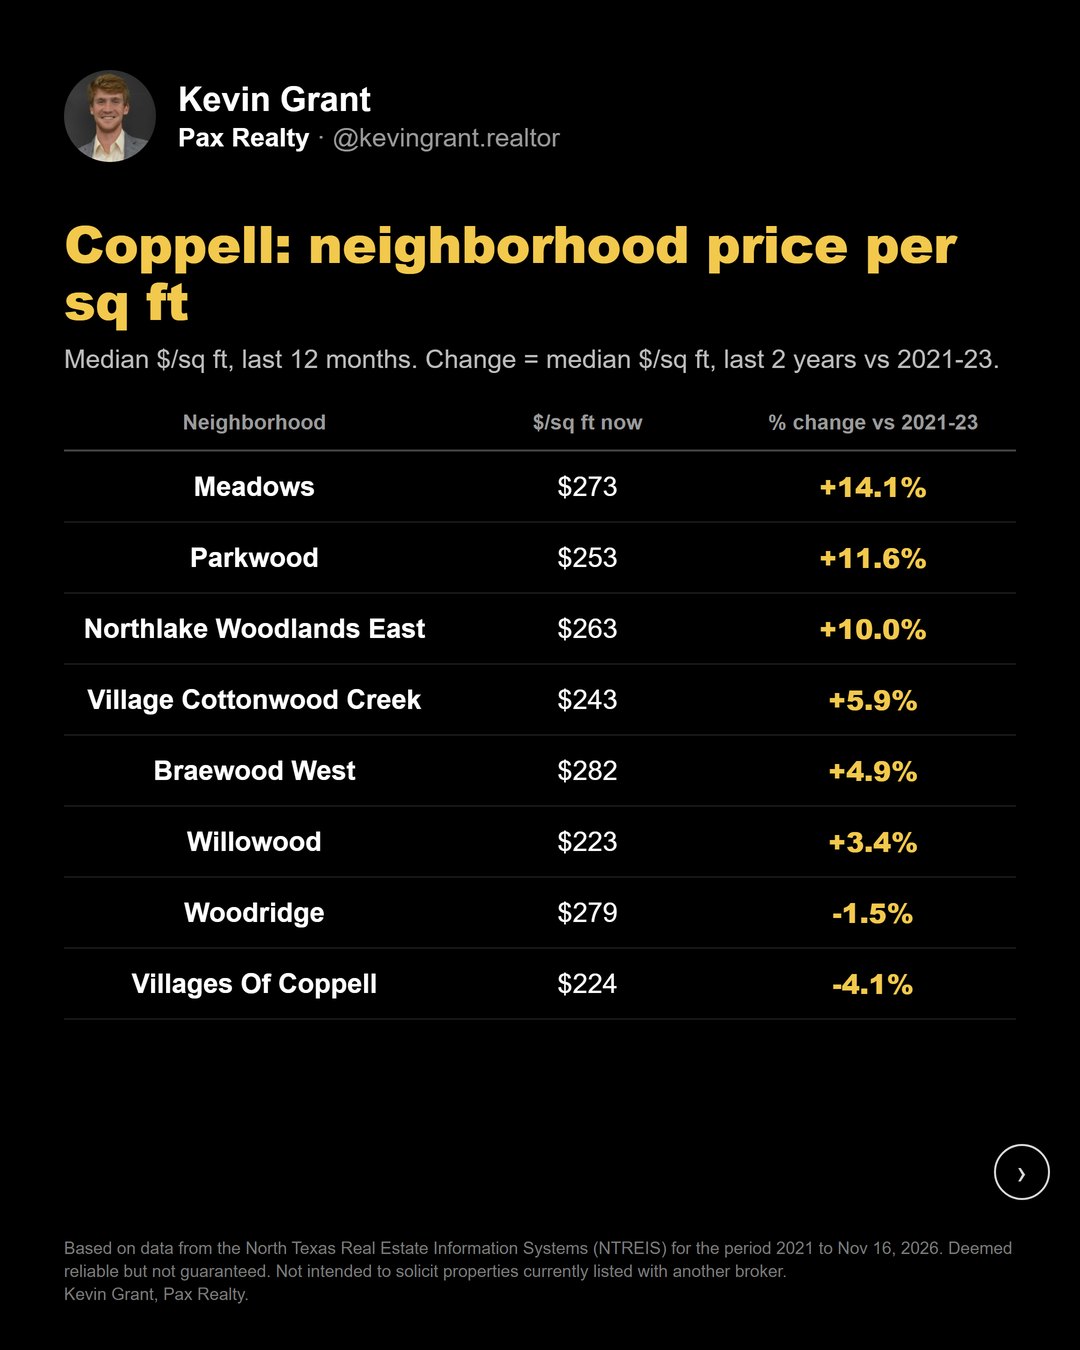 Kevin Grant
Pax Realty · @kevingrant.realtor
Coppell: neighborhood price per
sq ft
Median $/sq ft, last 12 months. Change = median $/sq ft, last 2 years vs 2021-23.
Neighborhood $/sq ft now % change vs 2021-23
Meadows $273 +14.1%
Parkwood $253 +11.6%
Northlake Woodlands East $263 +10.0%
Village Cottonwood Creek $243 +5.9%
Braewood West $282 +4.9%
Willowood $223 +3.4%
Woodridge $279 -1.5%
Villages Of Coppell $224 -4.1%
›
Based on data from the North Texas Real Estate Information Systems (NTREIS) for the period 2021 to Nov 16, 2026. Deemed
reliable but not guaranteed. Not intended to solicit properties currently listed with another broker.
Kevin Grant, Pax Realty.